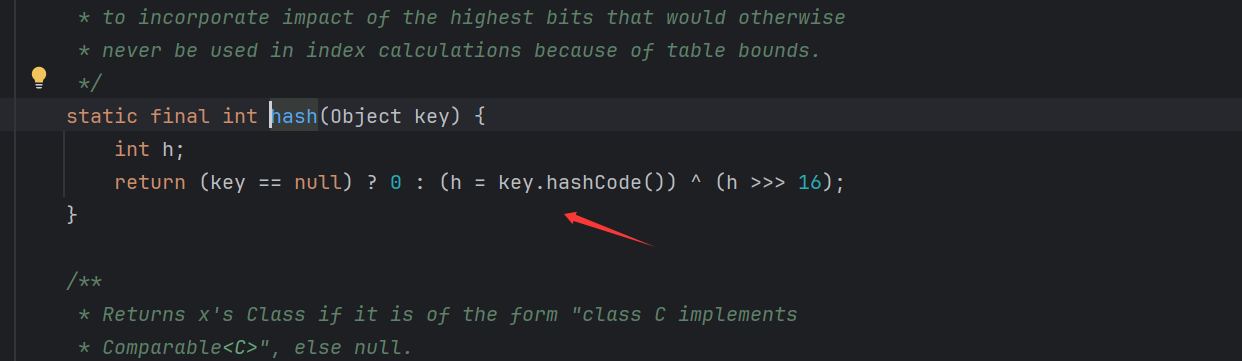 * to incorporate impact of the highest bits that would otherwise
* never be used in index calculations because of table bounds.
*/
static final int hash(Object key) {
int h;
return (key == null) ? 0 : (h = key.hashCode()) ^ (h >>> 16);
}
/**
* Returns x's Class if it is of the form "class C implements
* Comparable<C>", else null.